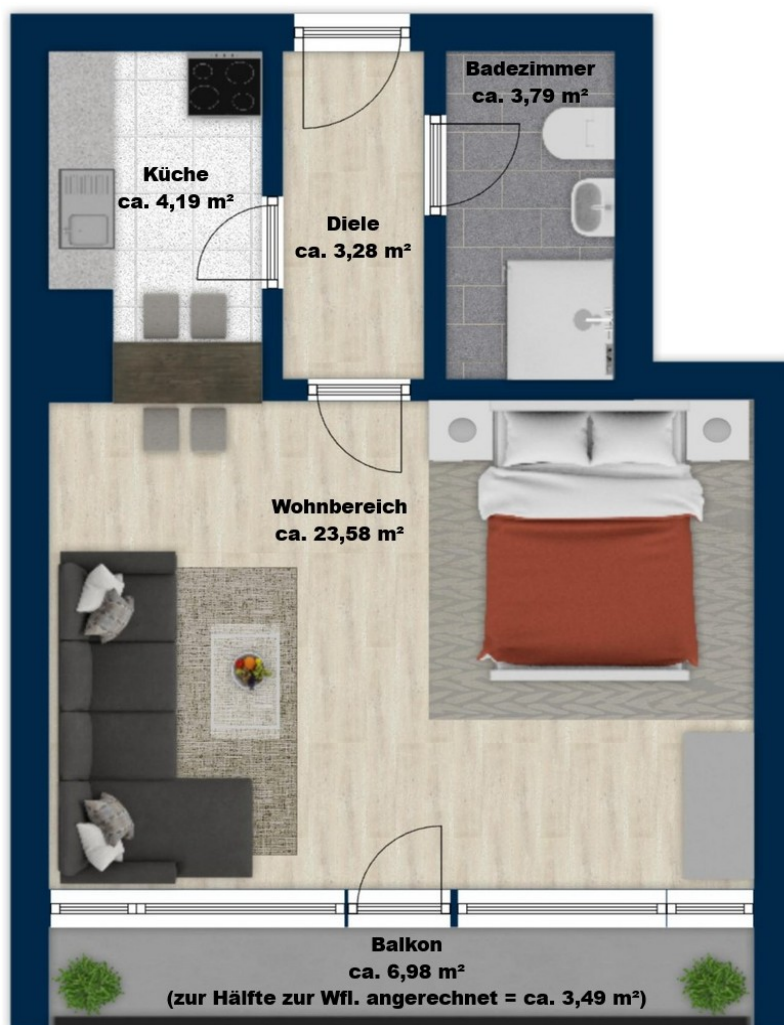 Badezimmer
ca. 3,79 m²
Küche
ca. 4,19 m²
Diele
ca. 3,28 m²
Wohnbereich
ca. 23,58 m²
Balkon
ca. 6,98 m²
(zur Hälfte zur Wfl. angerechnet = ca. 3,49 m²)